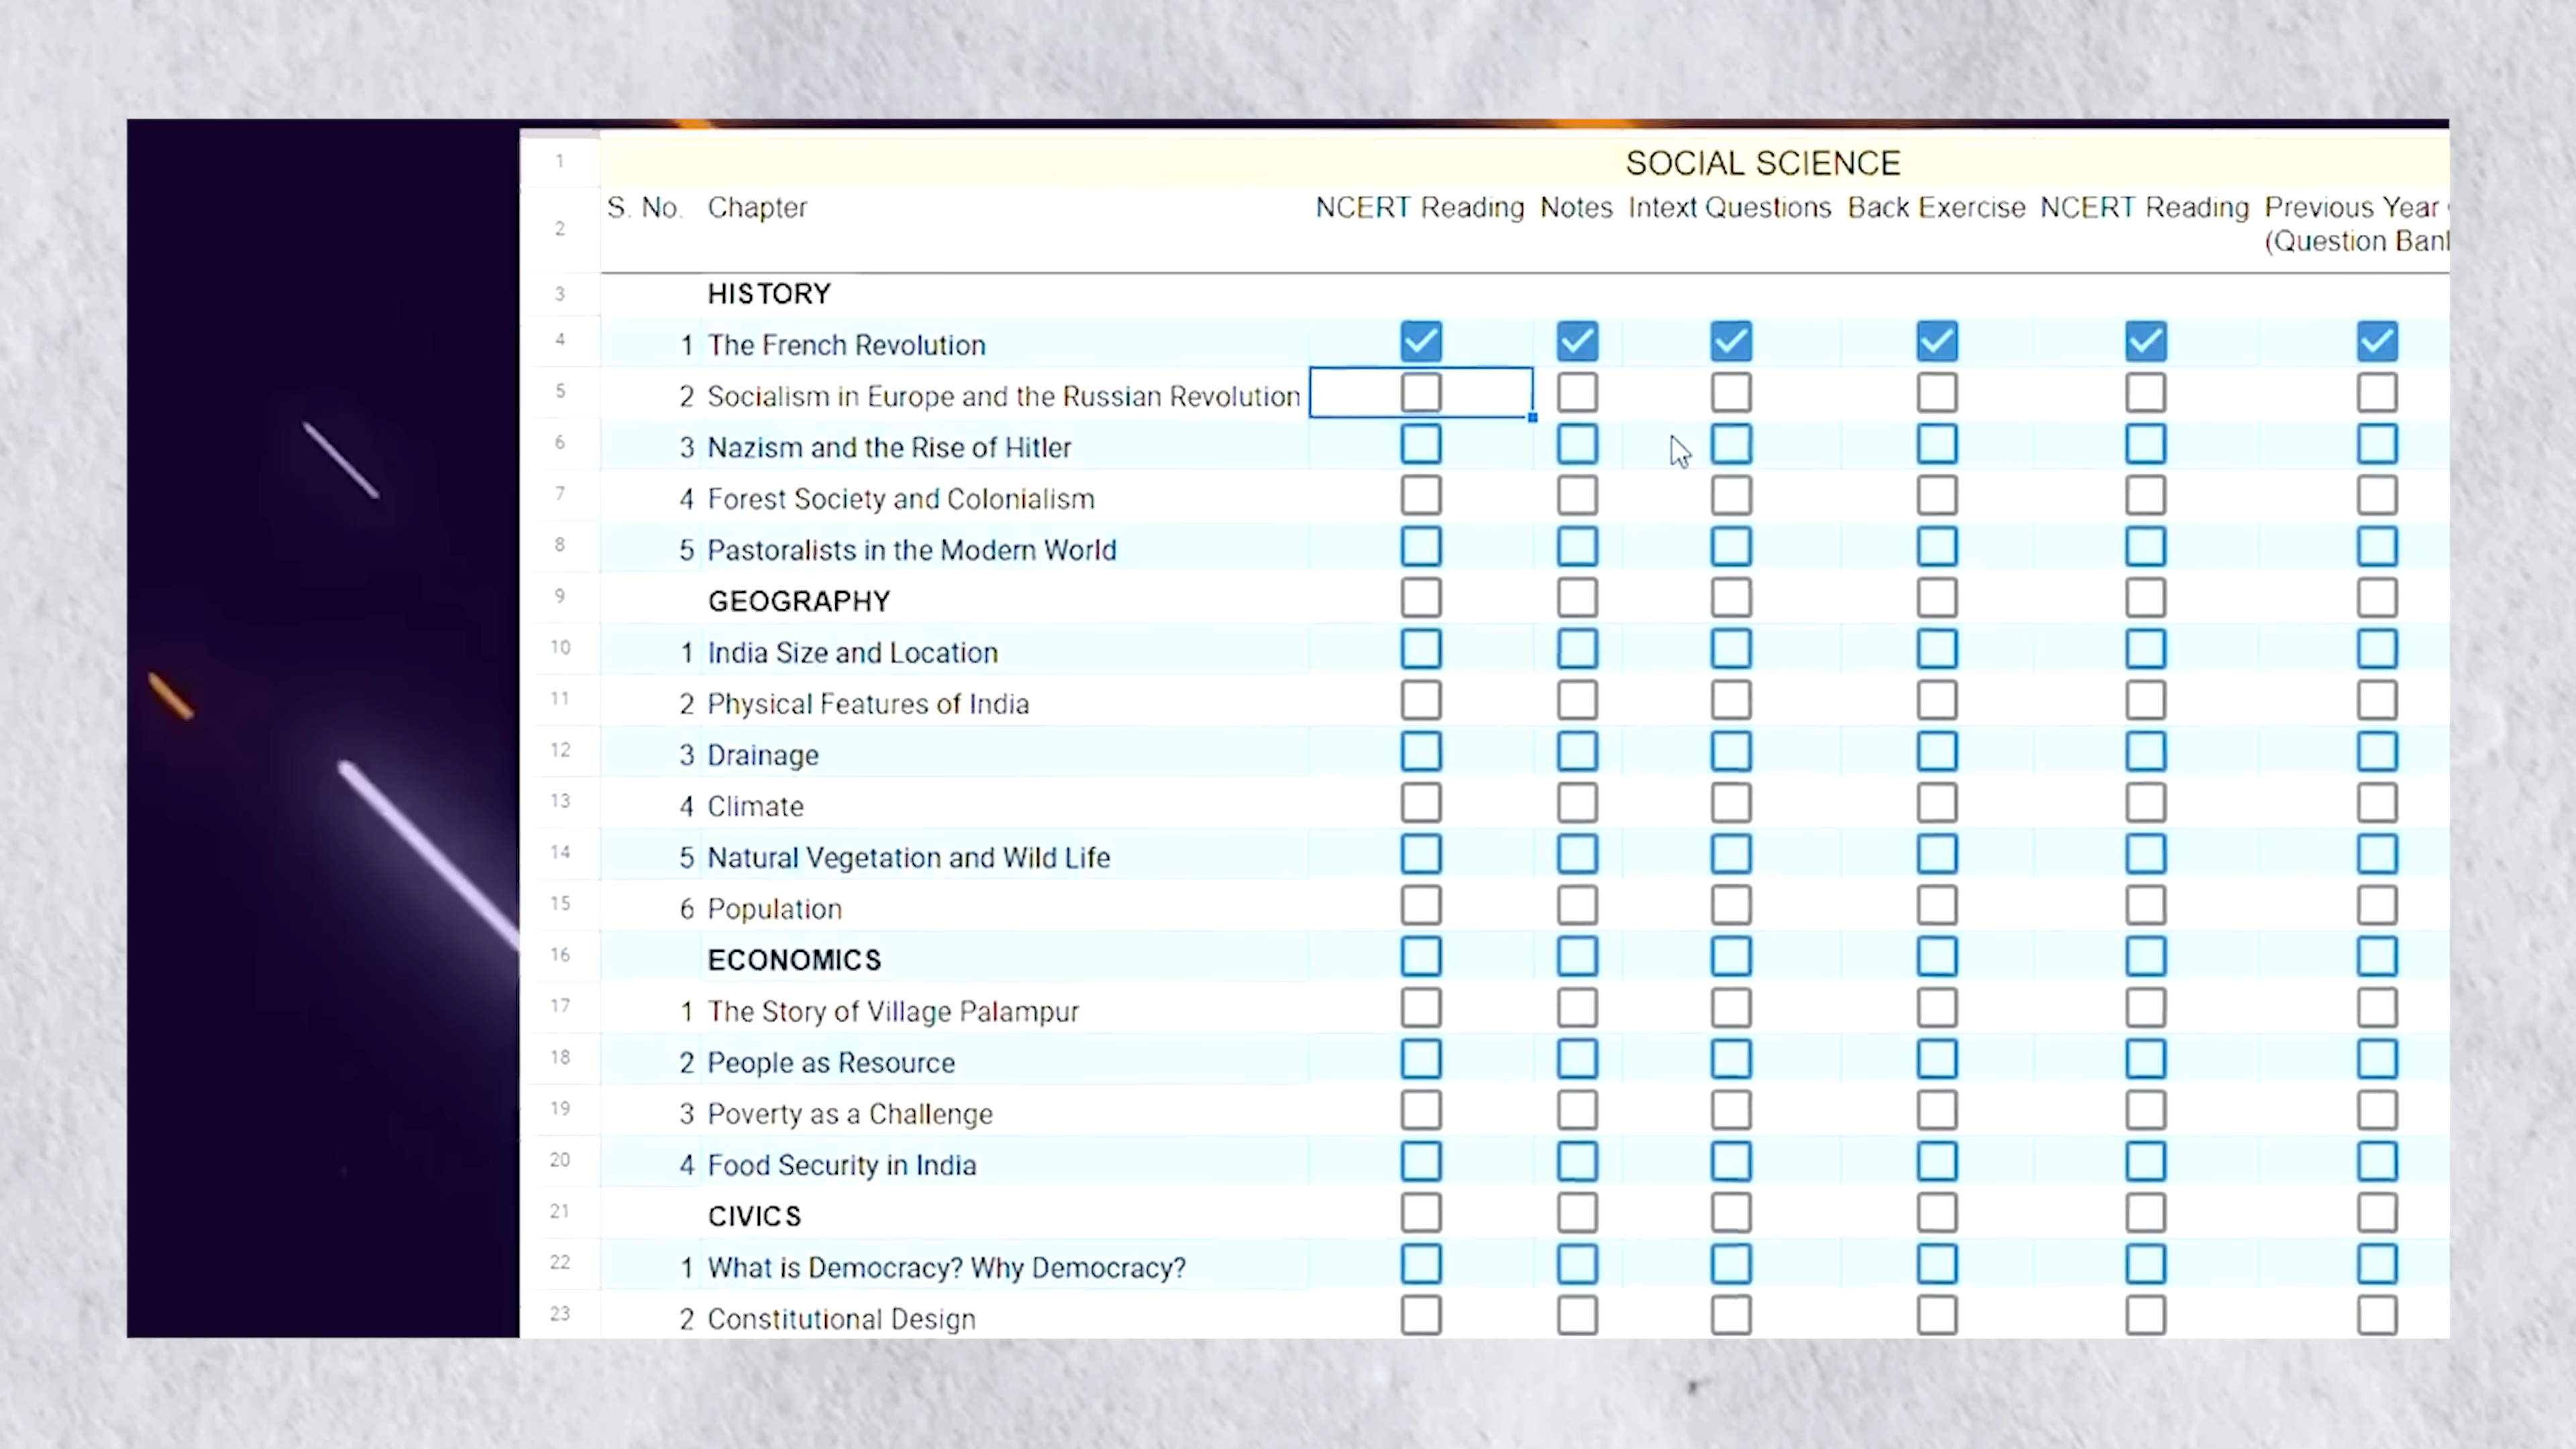 1 SOCIAL SCIENCE
2 S. No. Chapter NCERT Reading Notes Intext Questions Back Exercise NCERT Reading Previous Year
(Question
3 HISTORY
4 1 The French Revolution
5 2 Socialism in Europe and the Russian Revolution
6 3 Nazism and the Rise of Hitler
7 4 Forest Society and Colonialism
8 5 Pastoralists in the Modern World
9 GEOGRAPHY
10 1 India Size and Location
11 2 Physical Features of India
12 3 Drainage
13 4 Climate
14 5 Natural Vegetation and Wild Life
15 6 Population
16 ECONOMICS
17 1 The Story of Village Palampur
18 2 People as Resource
19 3 Poverty as a Challenge
20 4 Food Security in India
21 CIVICS
22 1 What is Democracy? Why Democracy?
23 2 Constitutional Design